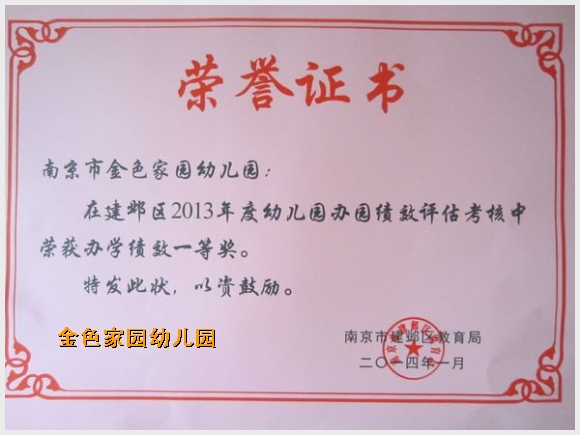 荣誉证书
南京市金色家园幼儿园：
在建邺区2013年度幼儿园办园绩效评估考核中
荣获办学绩效一等奖。
特发此状，以资鼓励。
金色家园幼儿园
南京市建邺区教育局
二〇一四年一月